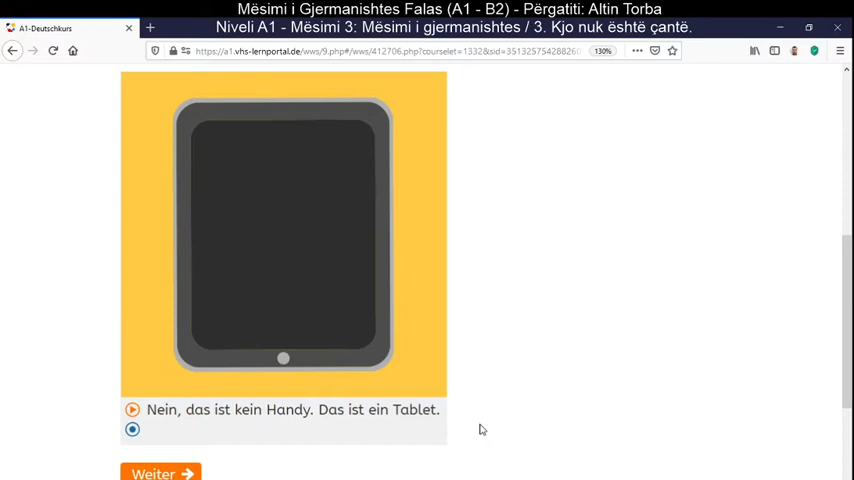 Mësimi i Gjermanishtes Falas (A1 - B2) - Përgatiti: Altin Torba
A1-Deutschkurs
Niveli A1 - Mësimi 3: Mësimi i gjermanishtes / 3. Kjo nuk është çantë.
https://a1.vhs-lernportal.de/wws/9.php#/wws/412706.php?courselet=1332&sid=35132575428260
130%
Nein, das ist kein Handy. Das ist ein Tablet.
Weiter